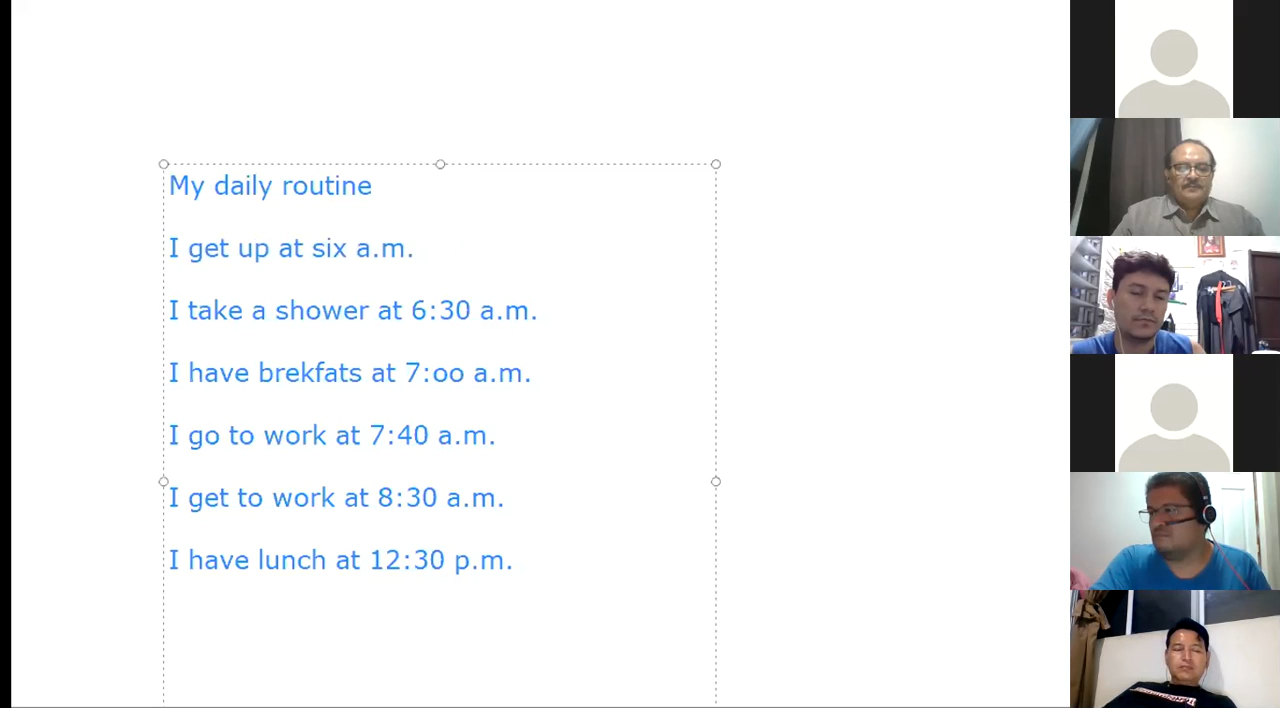 My daily routine
I get up at six a.m.
I take a shower at 6:30 a.m.
I have brekfats at 7:oo a.m.
I go to work at 7:40 a.m.
I get to work at 8:30 a.m.
I have lunch at 12:30 p.m.